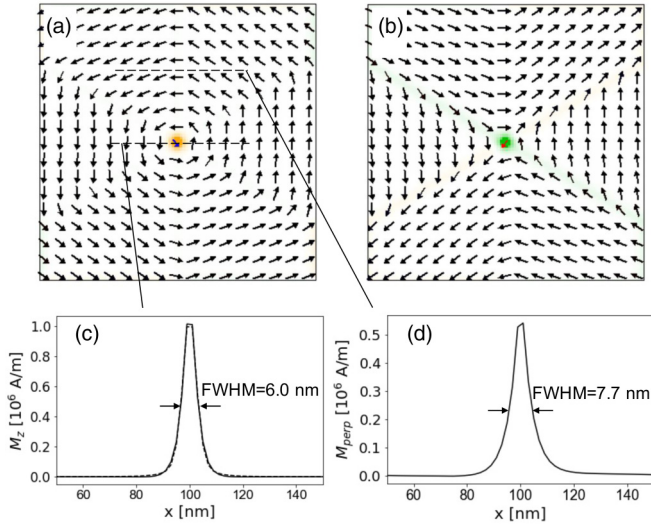 (a) (b)
(c) (d)
1.0
0.8
0.6
0.4
0.2
0.0
M_z [10^6 A/m]
FWHM=6.0 nm
60 80 100 120 140
x [nm]
0.5
0.4
0.3
0.2
0.1
0.0
M_perp [10^6 A/m]
FWHM=7.7 nm
60 80 100 120 140
x [nm]